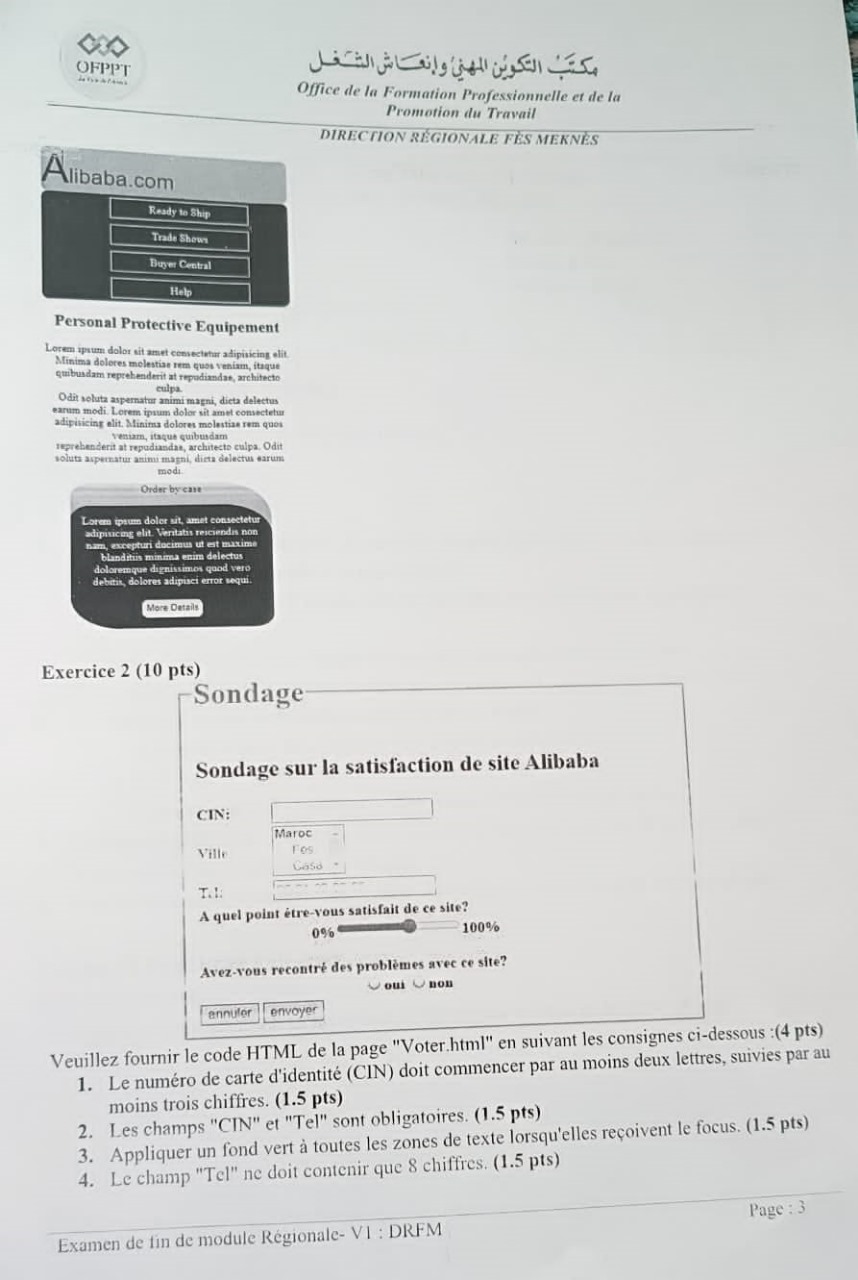 OFPPT
مكتب التكوين المهني وإنعاش الشغل
Office de la Formation Professionnelle et de la
Promotion du Travail
DIRECTION RÉGIONALE FÈS MEKNÈS
Alibaba.com
Ready to Ship
Trade Shows
Buyer Central
Help
Personal Protective Equipement
Lorem ipsum dolor sit amet consectetur adipisicing elit.
Minima dolores molestiae rem quos veniam, itaque
quibusdam reprehenderit at repudiandae, architecto
culpa.
Odit soluta aspernatur animi magni, dicta delectus
earum modi. Lorem ipsum dolor sit amet consectetur
adipisicing elit. Minima dolores molestiae rem quos
veniam, itaque quibusdam
reprehenderit at repudiandae, architecto culpa. Odit
soluta aspernatur animi magni, dicta delectus earum
modi.
Order by case
Lorem ipsum dolor sit, amet consectetur
adipisicing elit. Veritatis reiciendis non
nam, excepturi ducimus ut est maxime
blanditiis minima enim delectus
doloremque dignissimos quod vero
debitis, dolores adipisci error sequi.
More Details
Exercice 2 (10 pts)
Sondage
Sondage sur la satisfaction de site Alibaba
CIN:
Maroc
Ville
Fes
Casa
Tel:
A quel point étre-vous satisfait de ce site?
0% 100%
Avez-vous recontré des problèmes avec ce site?
oui non
annuler envoyer
Veuillez fournir le code HTML de la page "Voter.html" en suivant les consignes ci-dessous :(4 pts)
1. Le numéro de carte d'identité (CIN) doit commencer par au moins deux lettres, suivies par au
moins trois chiffres. (1.5 pts)
2. Les champs "CIN" et "Tel" sont obligatoires. (1.5 pts)
3. Appliquer un fond vert à toutes les zones de texte lorsqu'elles reçoivent le focus. (1.5 pts)
4. Le champ "Tel" ne doit contenir que 8 chiffres. (1.5 pts)
Page : 3
Examen de fin de module Régionale- V1 : DRFM